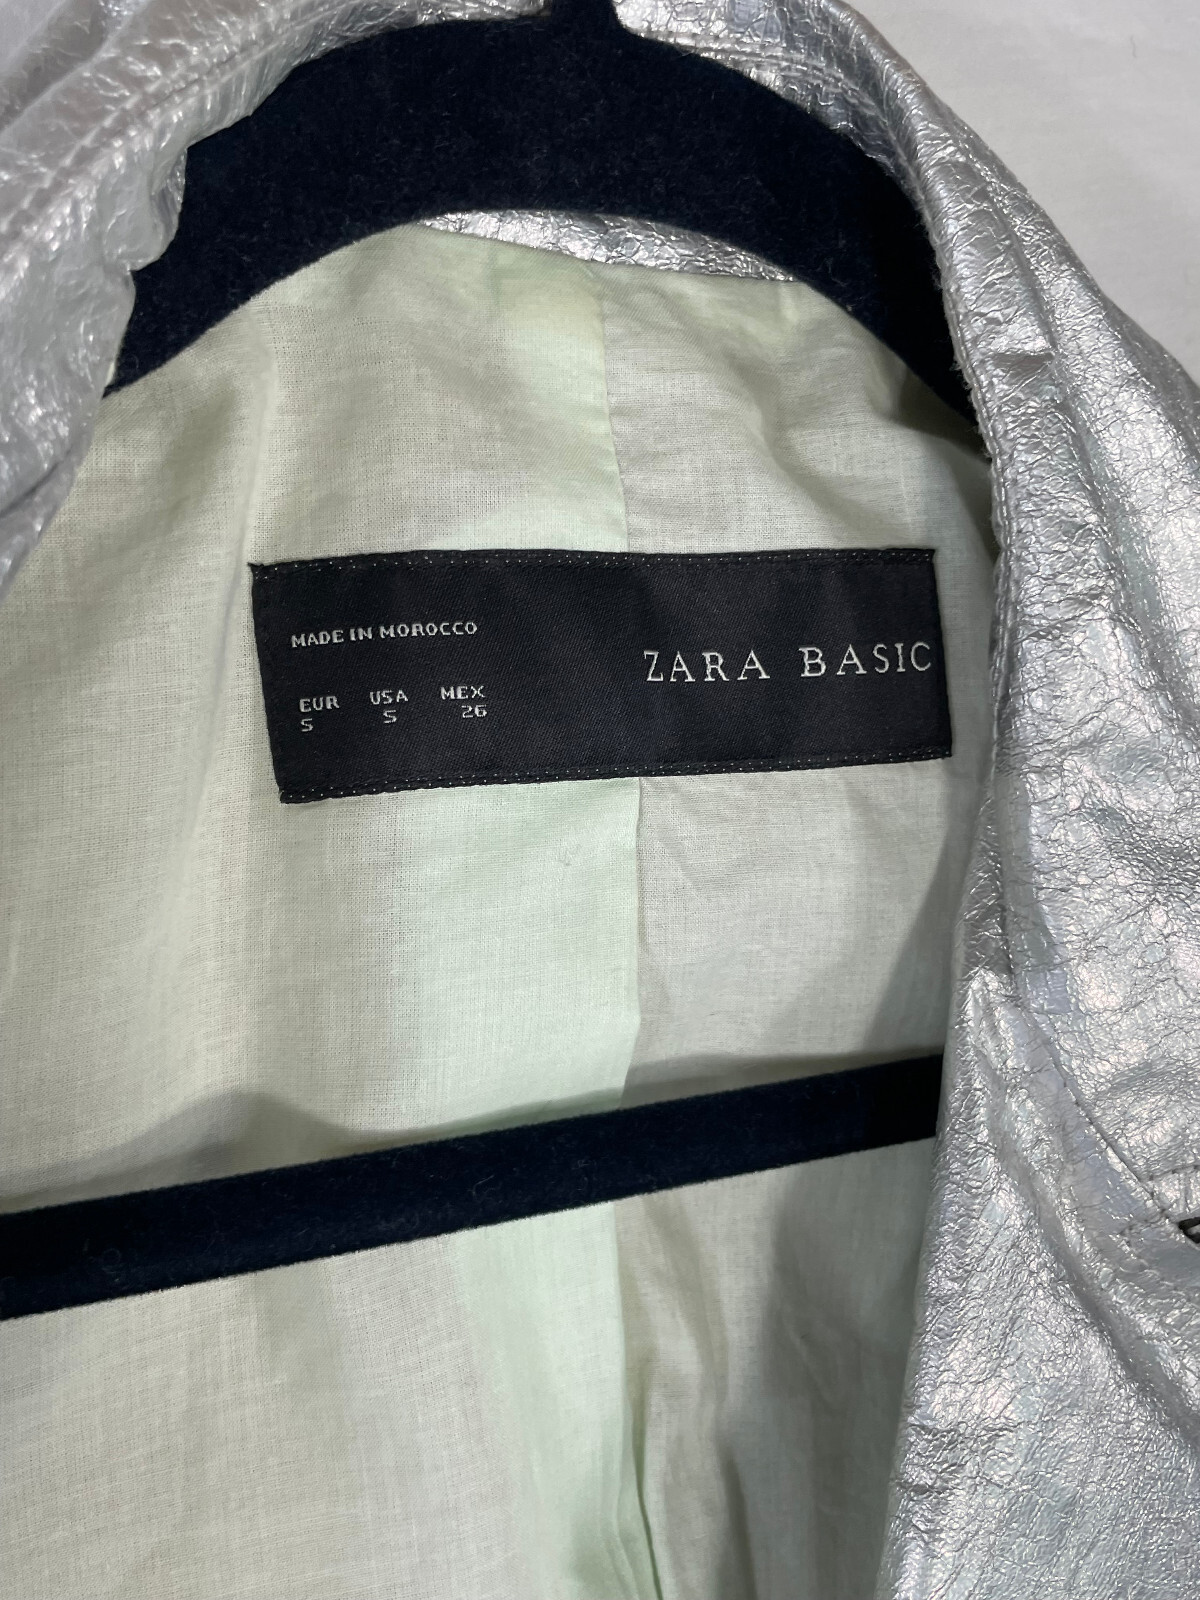 MADE IN MOROCCO
EUR USA MEX
S S 26
ZARA BASIC